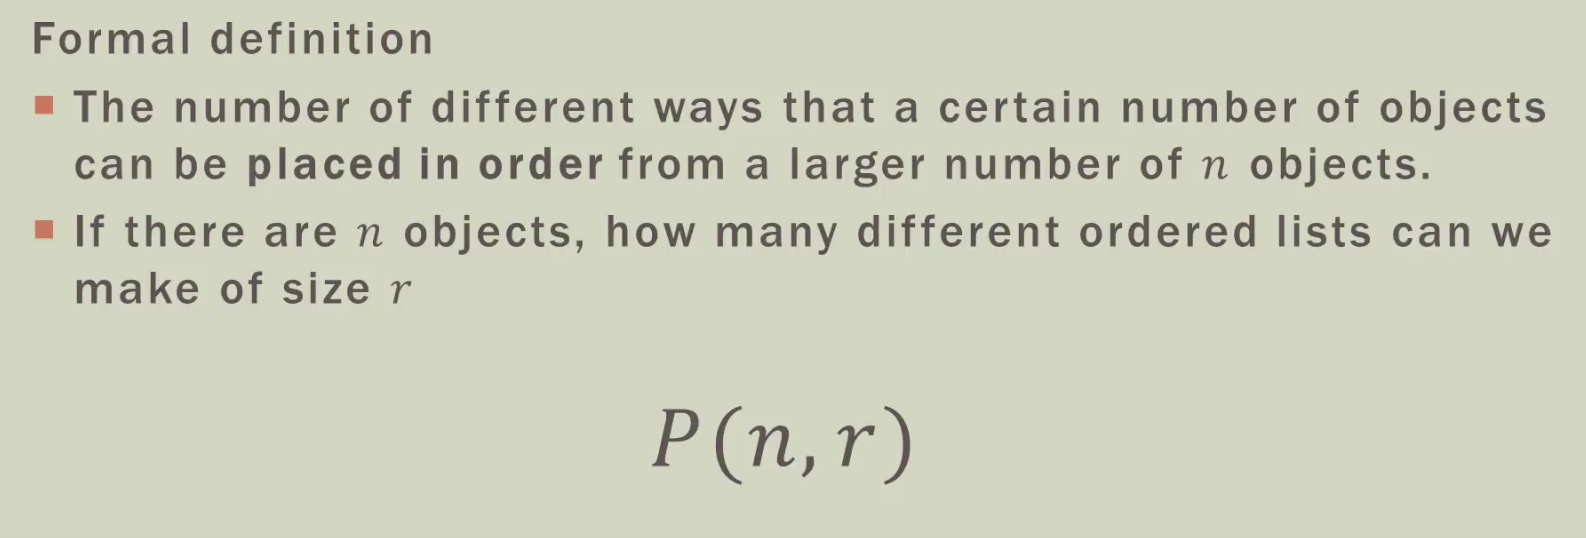 Formal definition
▪ The number of different ways that a certain number of objects
can be placed in order from a larger number of n objects.
▪ If there are n objects, how many different ordered lists can we
make of size r
P(n, r)